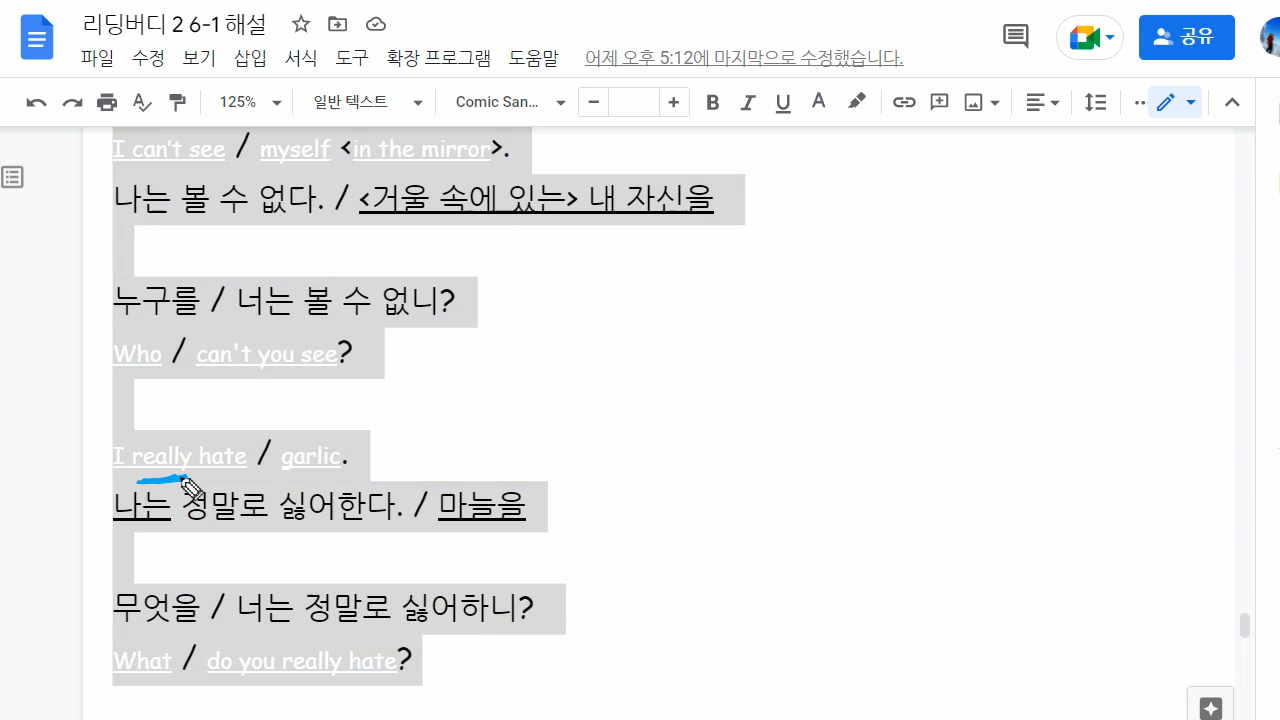 리딩버디 2 6-1 해설
파일 수정 보기 삽입 서식 도구 확장 프로그램 도움말 어제 오후 5:12에 마지막으로 수정했습니다.
공유
125% 일반 텍스트 Comic San... − + B I U A
I can't see / myself <in the mirror>.
나는 볼 수 없다. / <거울 속에 있는> 내 자신을
누구를 / 너는 볼 수 없니?
Who / can't you see?
I really hate / garlic.
나는 정말로 싫어한다. / 마늘을
무엇을 / 너는 정말로 싫어하니?
What / do you really hate?